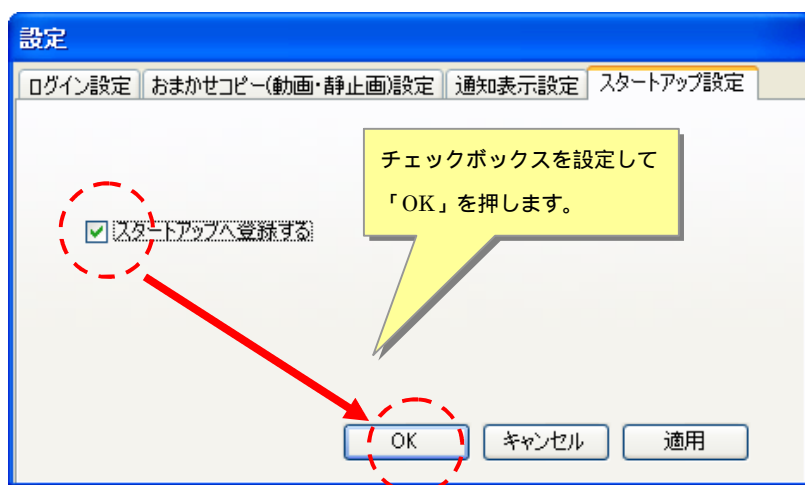 設定
ログイン設定 おまかせコピー(動画・静止画)設定 通知表示設定 スタートアップ設定
チェックボックスを設定して
「OK」を押します。
スタートアップへ登録する
OK キャンセル 適用